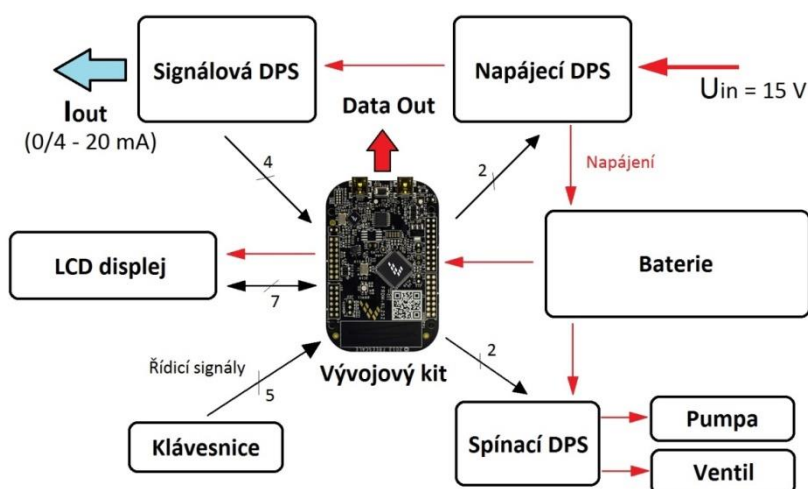 Signálová DPS
Napájecí DPS
Iout
(0/4 - 20 mA)
Data Out
Uin = 15 V
4
2
Napájení
LCD displej
Baterie
7
Řídicí signály
5
Vývojový kit
2
Klávesnice
Spínací DPS
Pumpa
Ventil